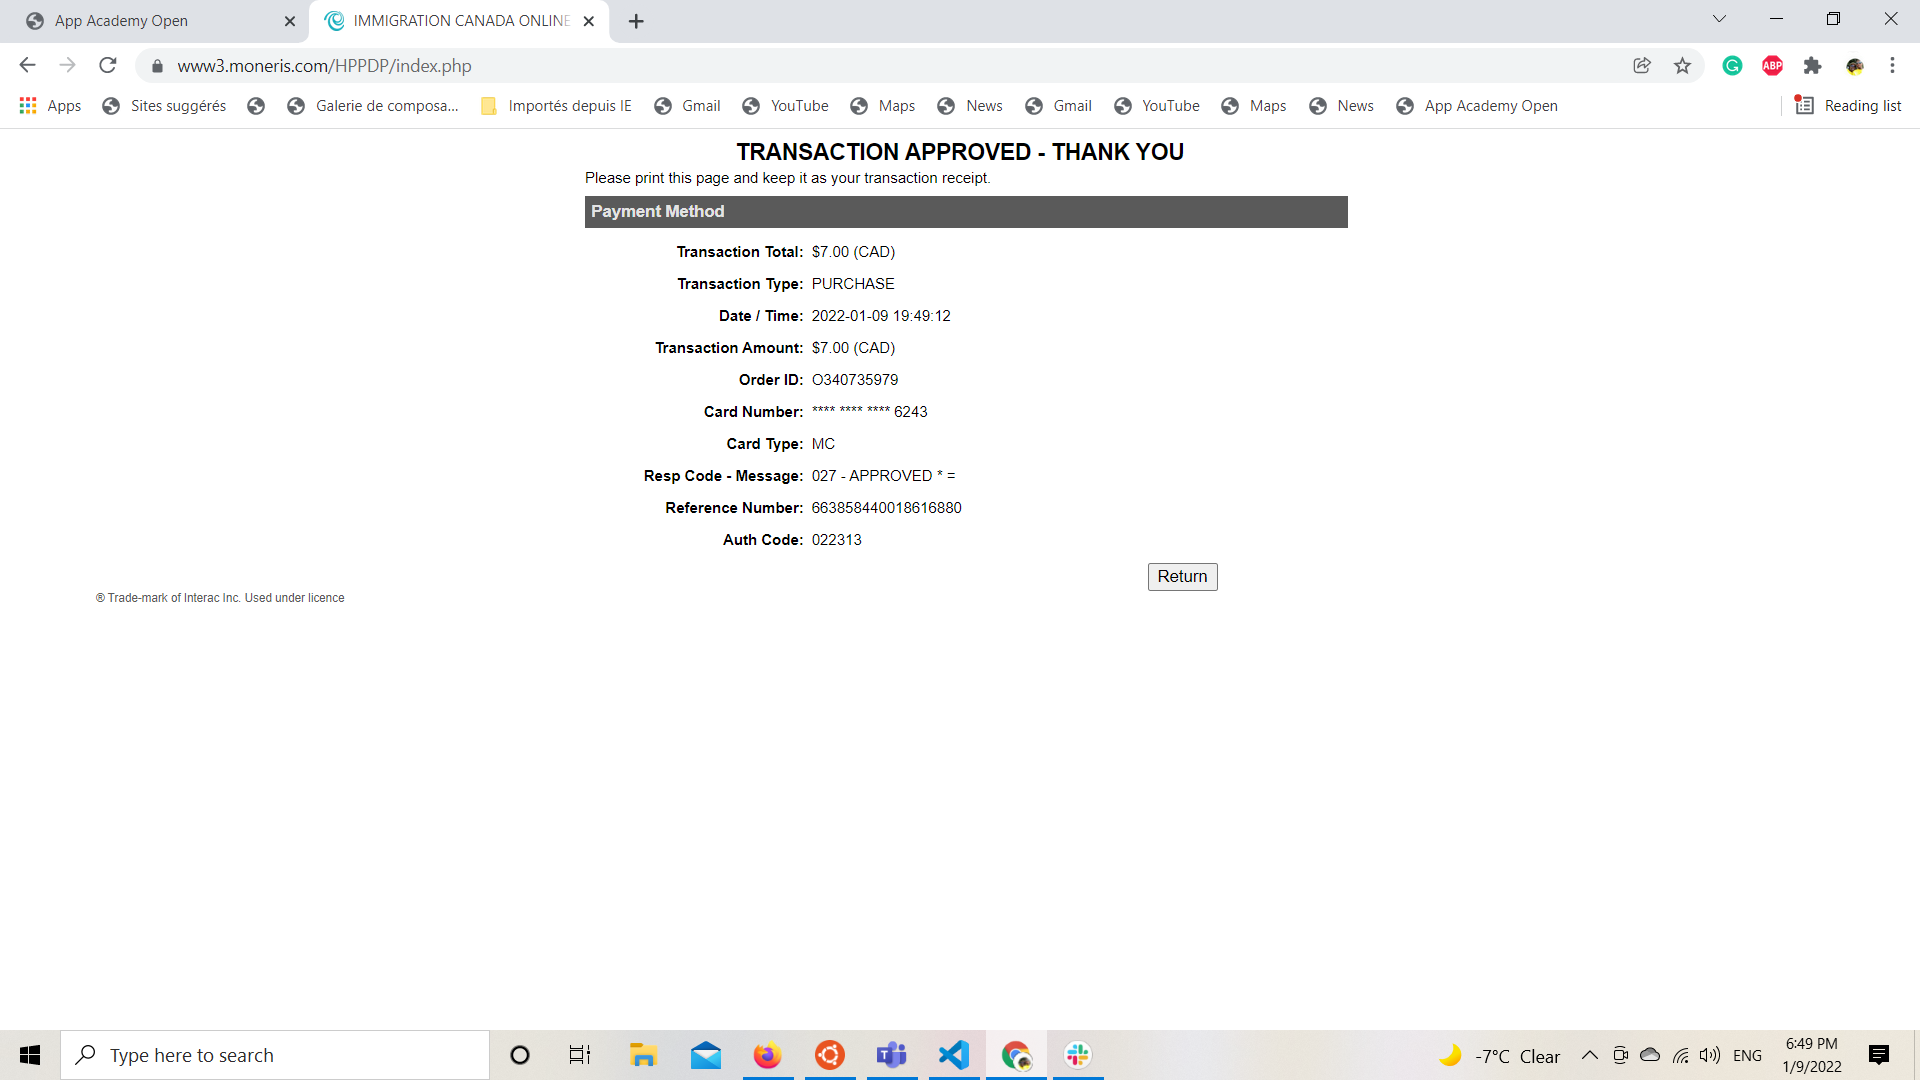 App Academy Open
IMMIGRATION CANADA ONLINE
www3.moneris.com/HPPDP/index.php
Apps Sites suggérés Galerie de composa... Importés depuis IE Gmail YouTube Maps News Gmail YouTube Maps News App Academy Open Reading list
TRANSACTION APPROVED - THANK YOU
Please print this page and keep it as your transaction receipt.
Payment Method
Transaction Total: $7.00 (CAD)
Transaction Type: PURCHASE
Date / Time: 2022-01-09 19:49:12
Transaction Amount: $7.00 (CAD)
Order ID: O340735979
Card Number: **** **** **** 6243
Card Type: MC
Resp Code - Message: 027 - APPROVED * =
Reference Number: 663858440018616880
Auth Code: 022313
Return
® Trade-mark of Interac Inc. Used under licence
Type here to search
-7°C Clear
ENG
6:49 PM
1/9/2022
ABP